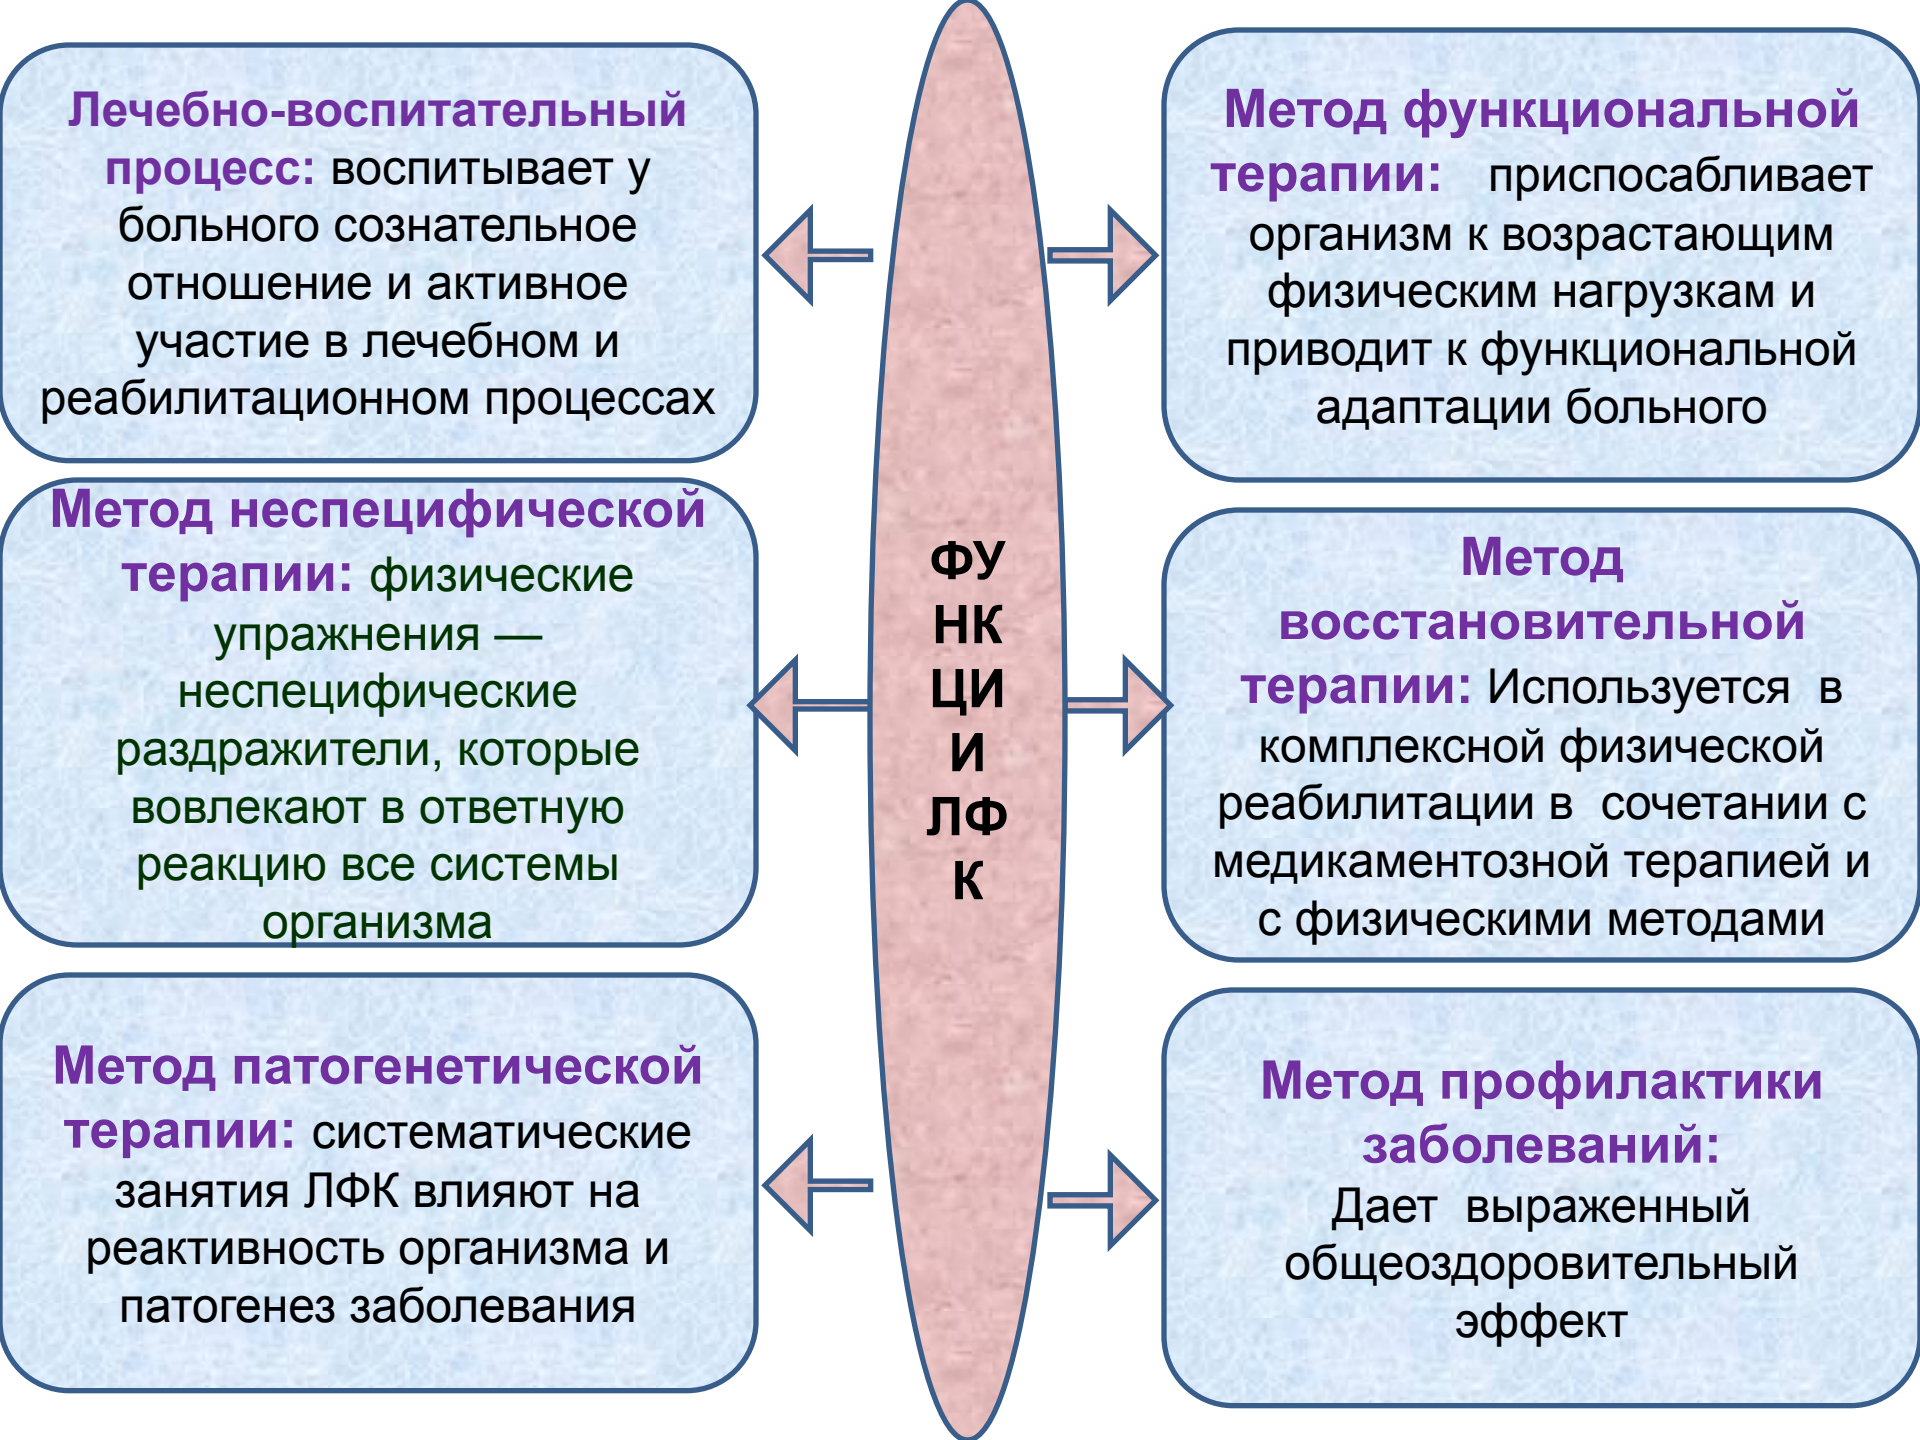 Лечебно-воспитательный
процесс: воспитывает у
больного сознательное
отношение и активное
участие в лечебном и
реабилитационном процессах
Метод неспецифической
терапии: физические
упражнения —
неспецифические
раздражители, которые
вовлекают в ответную
реакцию все системы
организма
Метод патогенетической
терапии: систематические
занятия ЛФК влияют на
реактивность организма и
патогенез заболевания
ФУ
НК
ЦИ
И
ЛФ
К
Метод функциональной
терапии: приспосабливает
организм к возрастающим
физическим нагрузкам и
приводит к функциональной
адаптации больного
Метод
восстановительной
терапии: Используется в
комплексной физической
реабилитации в сочетании с
медикаментозной терапией и
с физическими методами
Метод профилактики
заболеваний:
Дает выраженный
общеоздоровительный
эффект